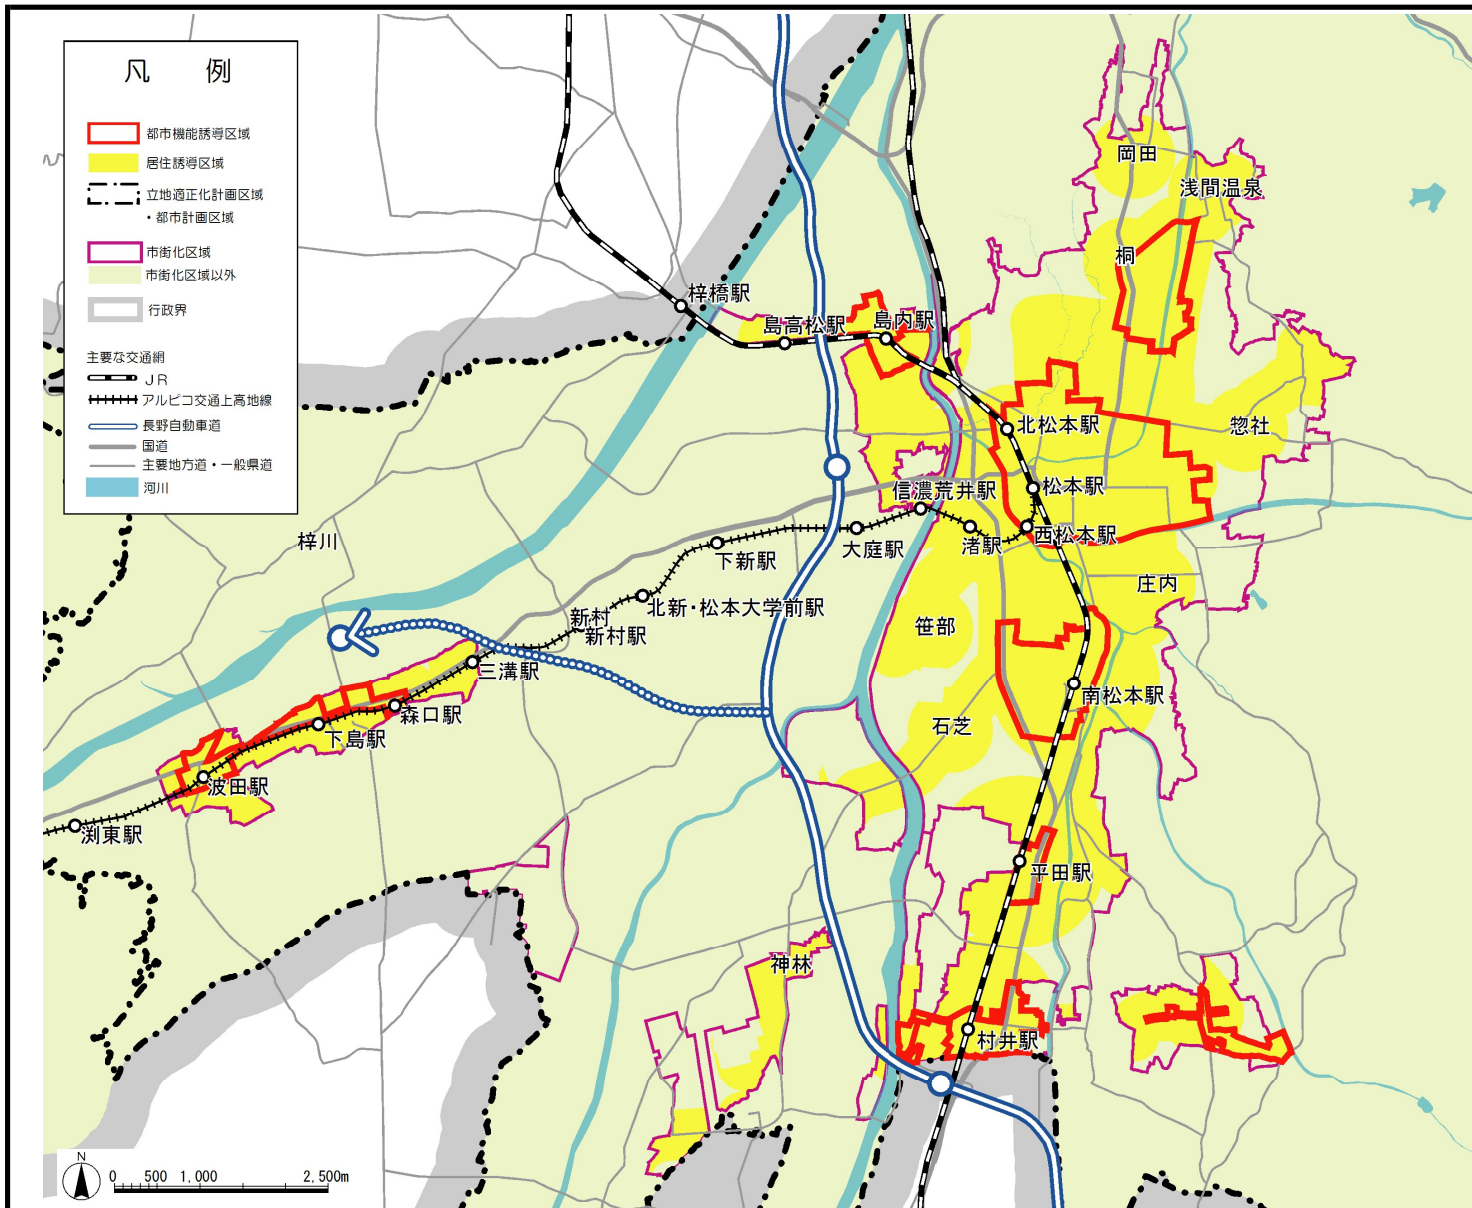 凡　例
都市機能誘導区域
居住誘導区域
立地適正化計画区域
・都市計画区域
市街化区域
市街化区域以外
行政界
主要な交通網
ＪＲ
アルピコ交通上高地線
長野自動車道
国道
主要地方道・一般県道
河川
岡田
浅間温泉
桐
梓橋駅
島高松駅
島内駅
北松本駅
惣社
信濃荒井駅
松本駅
渚駅
西松本駅
大庭駅
下新駅
梓川
庄内
北新・松本大学前駅
新村
新村駅
笹部
三溝駅
南松本駅
森口駅
石芝
下島駅
波田駅
渕東駅
平田駅
神林
村井駅
N
0 500 1,000 2,500m